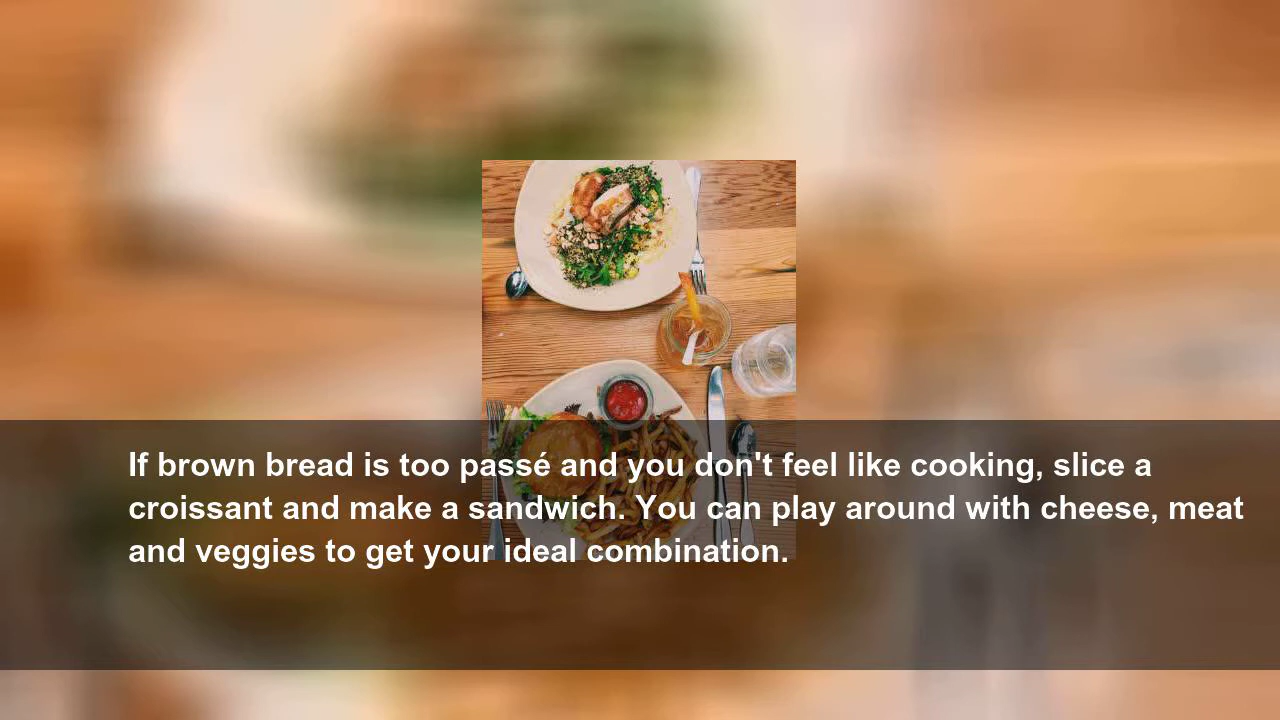 If brown bread is too passé and you don't feel like cooking, slice a
croissant and make a sandwich. You can play around with cheese, meat
and veggies to get your ideal combination.